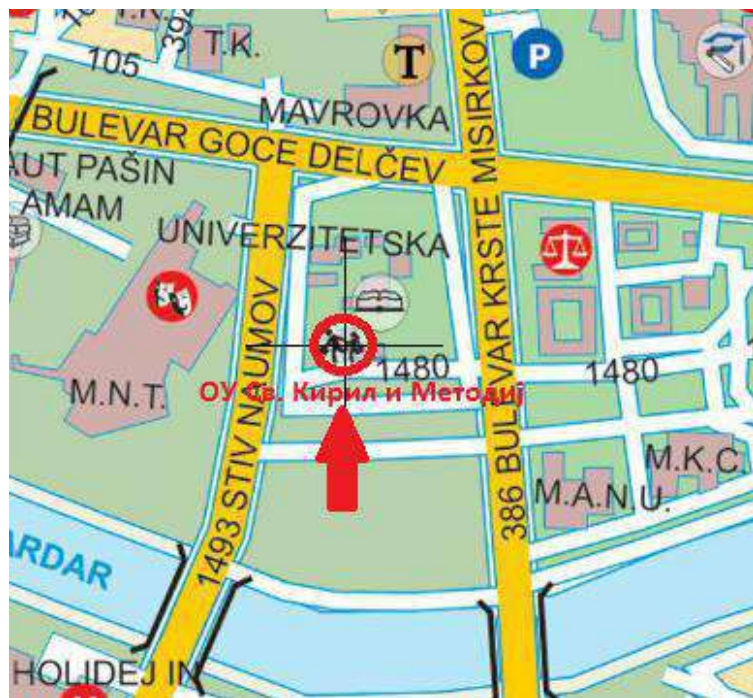 T.K.
T.K.
394
105
T
P
MAVROVKA
BULEVAR GOCE DELČEV
AUT PAŠIN
AMAM
UNIVERZITETSKA
386 BULEVAR KRSTE MISIRKOV
1493 STIV NAUMOV
M.N.T.
1480
1480
ОУ Св. Кирил и Методиј
M.K.C.
M.A.N.U.
ARDAR
HOLIDEJ IN